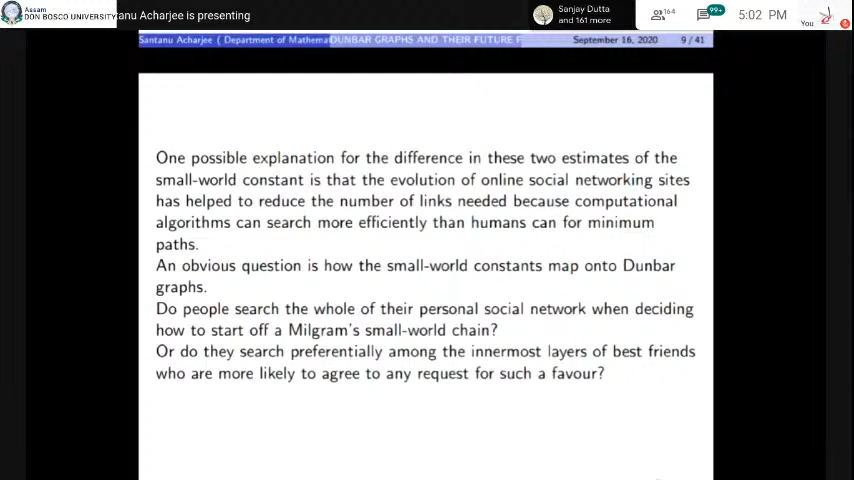 Assam
DON BOSCO UNIVERSITY
tanu Acharjee is presenting
Sanjay Dutta
and 161 more
164
99+
5:02 PM
You
Santanu Acharjee ( Department of Mathema
DUNBAR GRAPHS AND THEIR FUTURE
September 16, 2020
9 / 41
One possible explanation for the difference in these two estimates of the
small-world constant is that the evolution of online social networking sites
has helped to reduce the number of links needed because computational
algorithms can search more efficiently than humans can for minimum
paths.
An obvious question is how the small-world constants map onto Dunbar
graphs.
Do people search the whole of their personal social network when deciding
how to start off a Milgram's small-world chain?
Or do they search preferentially among the innermost layers of best friends
who are more likely to agree to any request for such a favour?